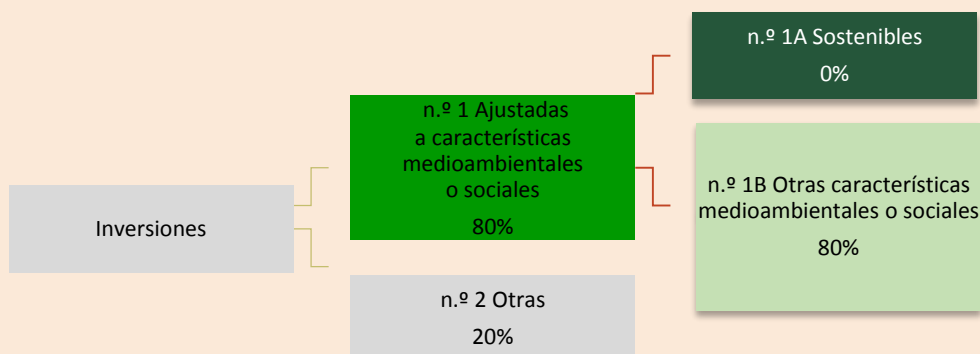 Inversiones
n.º 1 Ajustadas
a características
medioambientales
o sociales
80%
n.º 2 Otras
20%
n.º 1A Sostenibles
0%
n.º 1B Otras características
medioambientales o sociales
80%